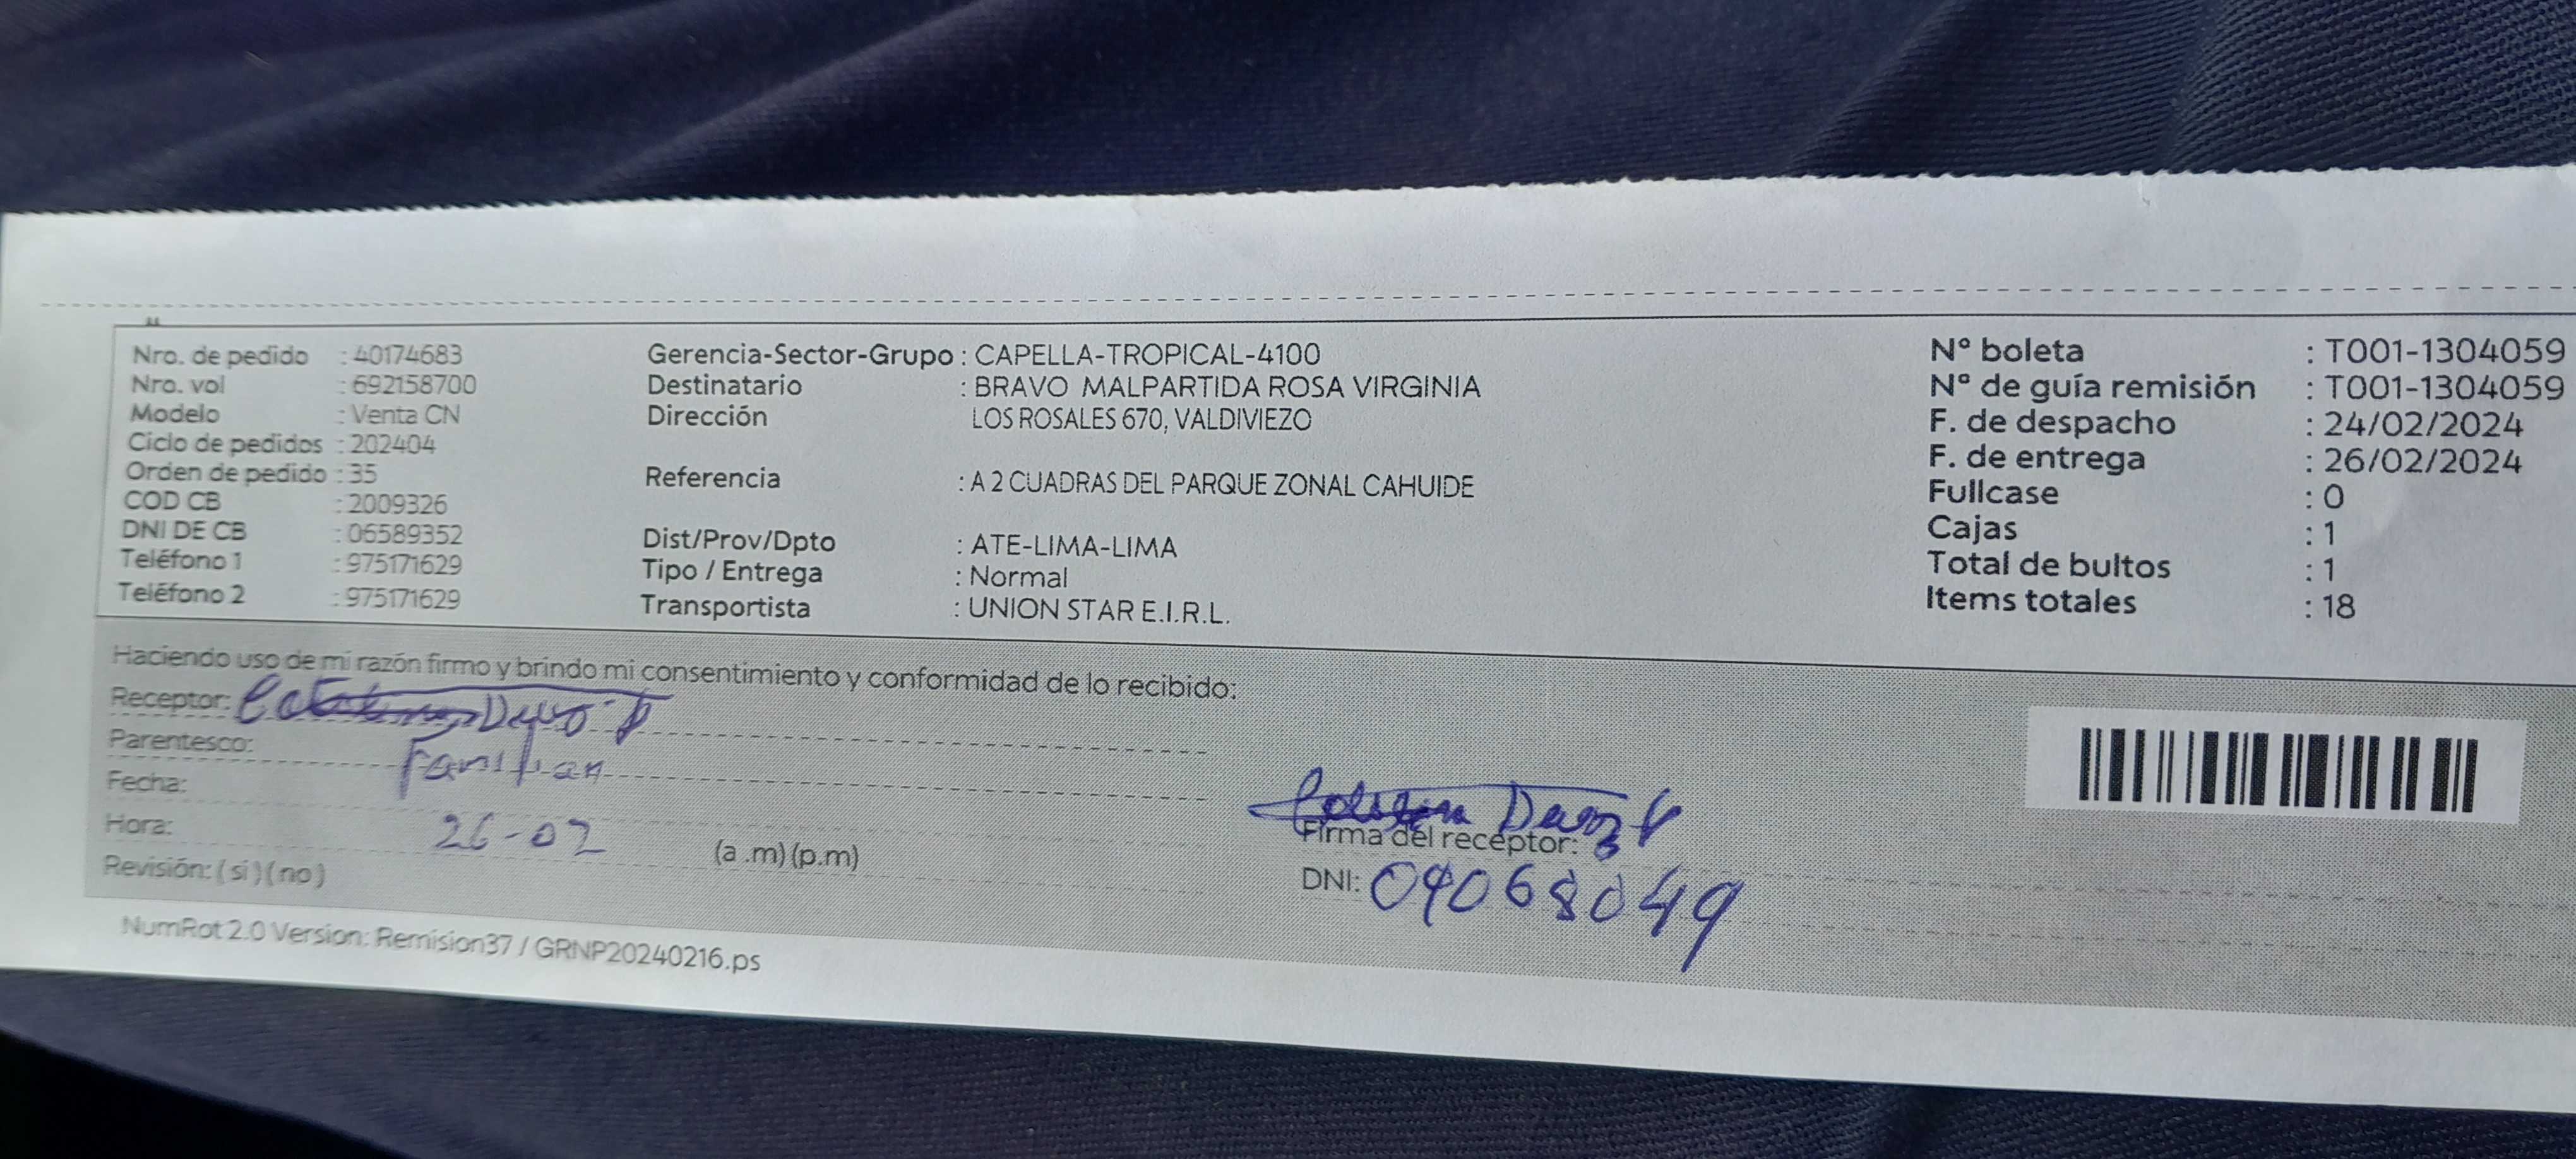 Nro. de pedido : 40174683
Nro. vol : 692158700
Modelo : Venta CN
Ciclo de pedidos : 202404
Orden de pedido : 35
COD CB : 2009326
DNI DE CB : 06589352
Teléfono 1 : 975171629
Teléfono 2 : 975171629
Gerencia-Sector-Grupo : CAPELLA-TROPICAL-4100
Destinatario : BRAVO MALPARTIDA ROSA VIRGINIA
Dirección LOS ROSALES 670, VALDIVIEZO
Referencia : A 2 CUADRAS DEL PARQUE ZONAL CAHUIDE
Dist/Prov/Dpto : ATE-LIMA-LIMA
Tipo / Entrega : Normal
Transportista : UNION STAR E.I.R.L.
Nº boleta : T001-1304059
Nº de guía remisión : T001-1304059
F. de despacho : 24/02/2024
F. de entrega : 26/02/2024
Fullcase : 0
Cajas : 1
Total de bultos : 1
Items totales : 18
Haciendo uso de mi razón firmo y brindo mi consentimiento y conformidad de lo recibido:
Receptor:
Parentesco:
Fecha:
Hora: 26-02 (a .m) (p.m)
Revisión: ( si ) ( no )
Firma del receptor:
DNI: 09068049
NumRot 2.0 Version: Remision37 / GRNP20240216.ps